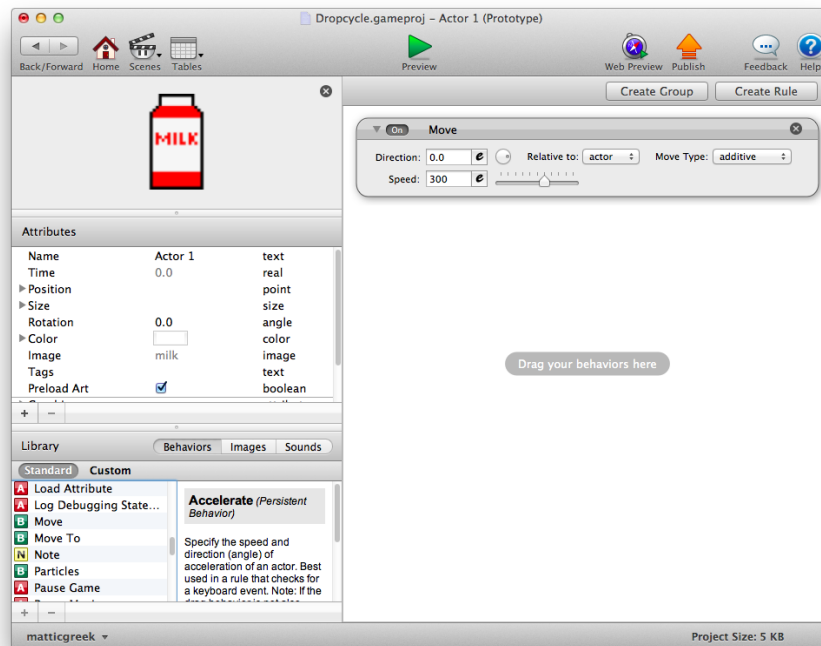 Dropcycle.gameproj – Actor 1 (Prototype)
Back/Forward Home Scenes Tables Preview Web Preview Publish Feedback Help
Create Group Create Rule
MILK
On Move
Direction: 0.0 e Relative to: actor Move Type: additive
Speed: 300 e
Attributes
Name Actor 1 text
Time 0.0 real
Position point
Size size
Rotation 0.0 angle
Color color
Image milk image
Tags text
Preload Art boolean
Drag your behaviors here
+ −
Library Behaviors Images Sounds
Standard Custom
A Load Attribute
A Log Debugging State...
B Move
B Move To
N Note
B Particles
A Pause Game
Accelerate (Persistent
Behavior)
Specify the speed and
direction (angle) of
acceleration of an actor. Best
used in a rule that checks for
a keyboard event. Note: If the
+ −
matticgreek Project Size: 5 KB